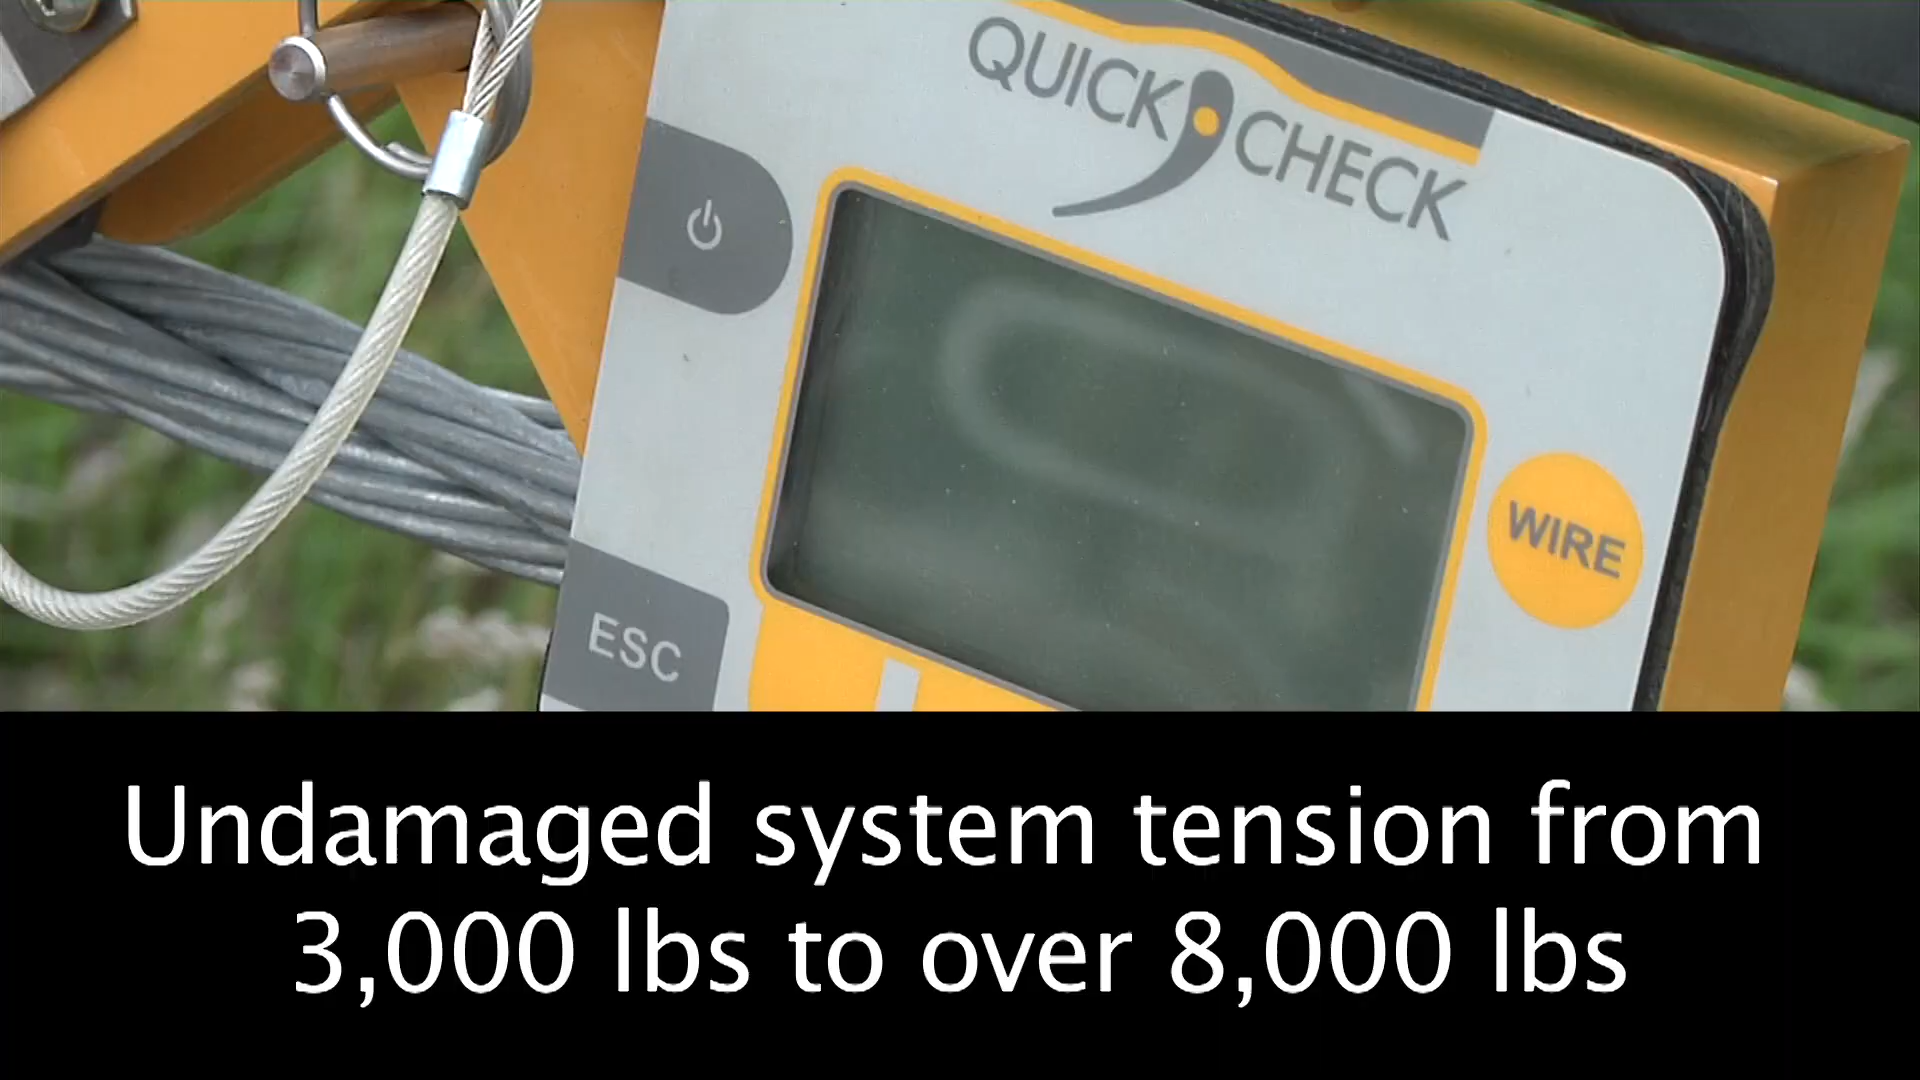 QUICK CHECK
WIRE
ESC
Undamaged system tension from
3,000 lbs to over 8,000 lbs